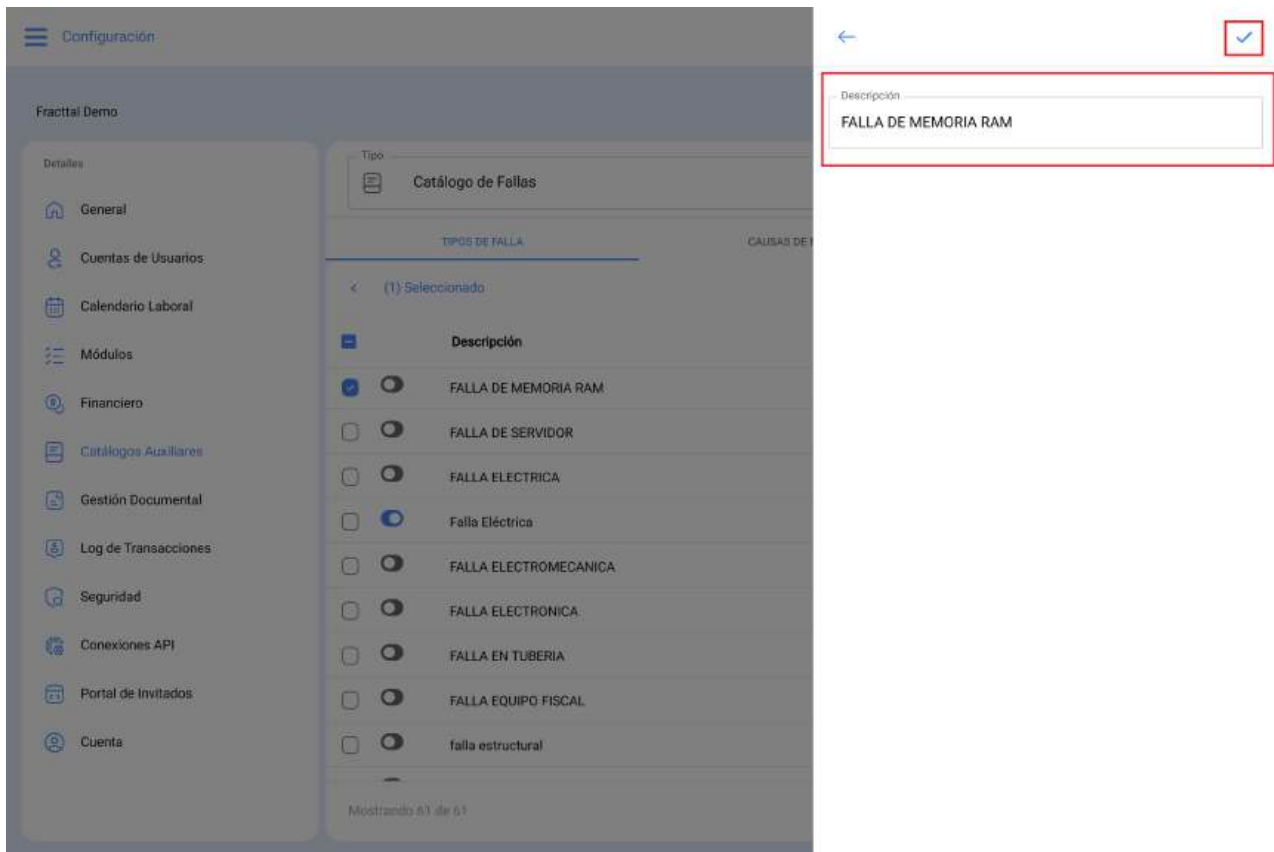 Configuración
Fracttal Demo
Detalles
General
Cuentas de Usuarios
Calendario Laboral
Módulos
Financiero
Catálogos Auxiliares
Gestión Documental
Log de Transacciones
Seguridad
Conexiones API
Portal de Invitados
Cuenta
Tipo
Catálogo de Fallas
TIPOS DE FALLA
CAUSAS DE
(1) Seleccionado
Descripción
FALLA DE MEMORIA RAM
FALLA DE SERVIDOR
FALLA ELECTRICA
Falla Eléctrica
FALLA ELECTROMECANICA
FALLA ELECTRONICA
FALLA EN TUBERIA
FALLA EQUIPO FISCAL
falla estructural
Mostrando 61 de 61
Descripción
FALLA DE MEMORIA RAM